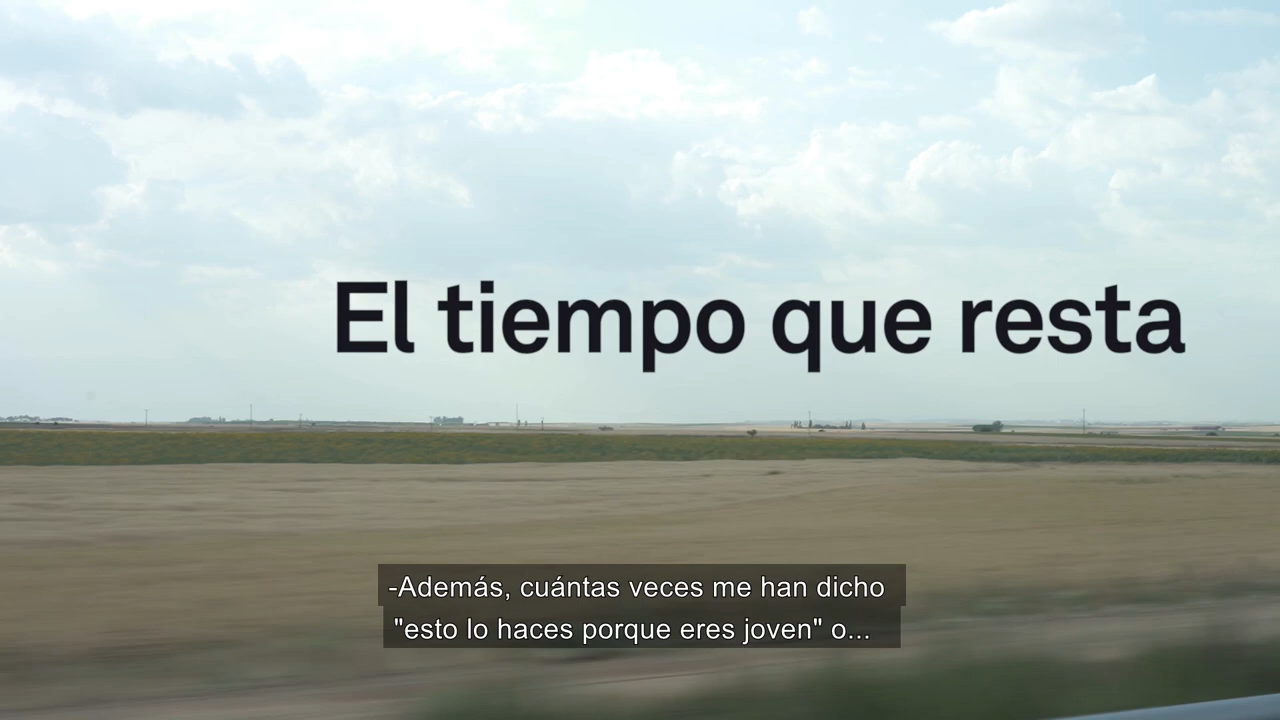 El tiempo que resta
-Además, cuántas veces me han dicho
"esto lo haces porque eres joven" o...